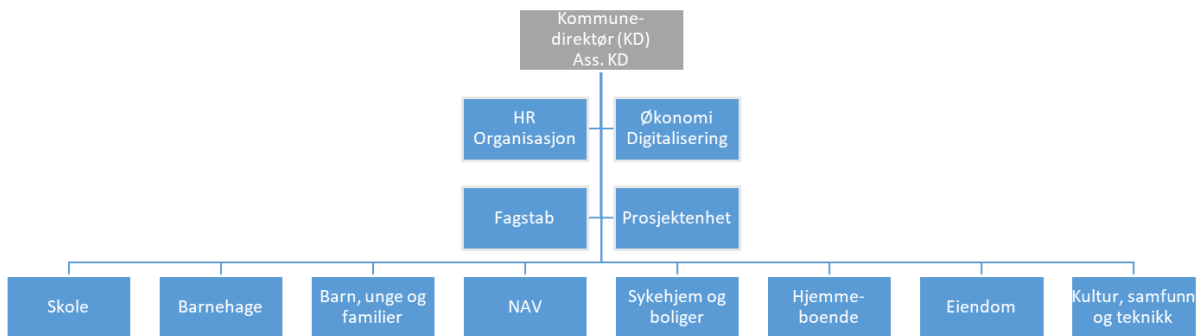 Kommune-
direktør (KD)
Ass. KD
HR
Organisasjon
Økonomi
Digitalisering
Fagstab
Prosjektenhet
Skole
Barnehage
Barn, unge og
familier
NAV
Sykehjem og
boliger
Hjemme-
boende
Eiendom
Kultur, samfunn
og teknikk